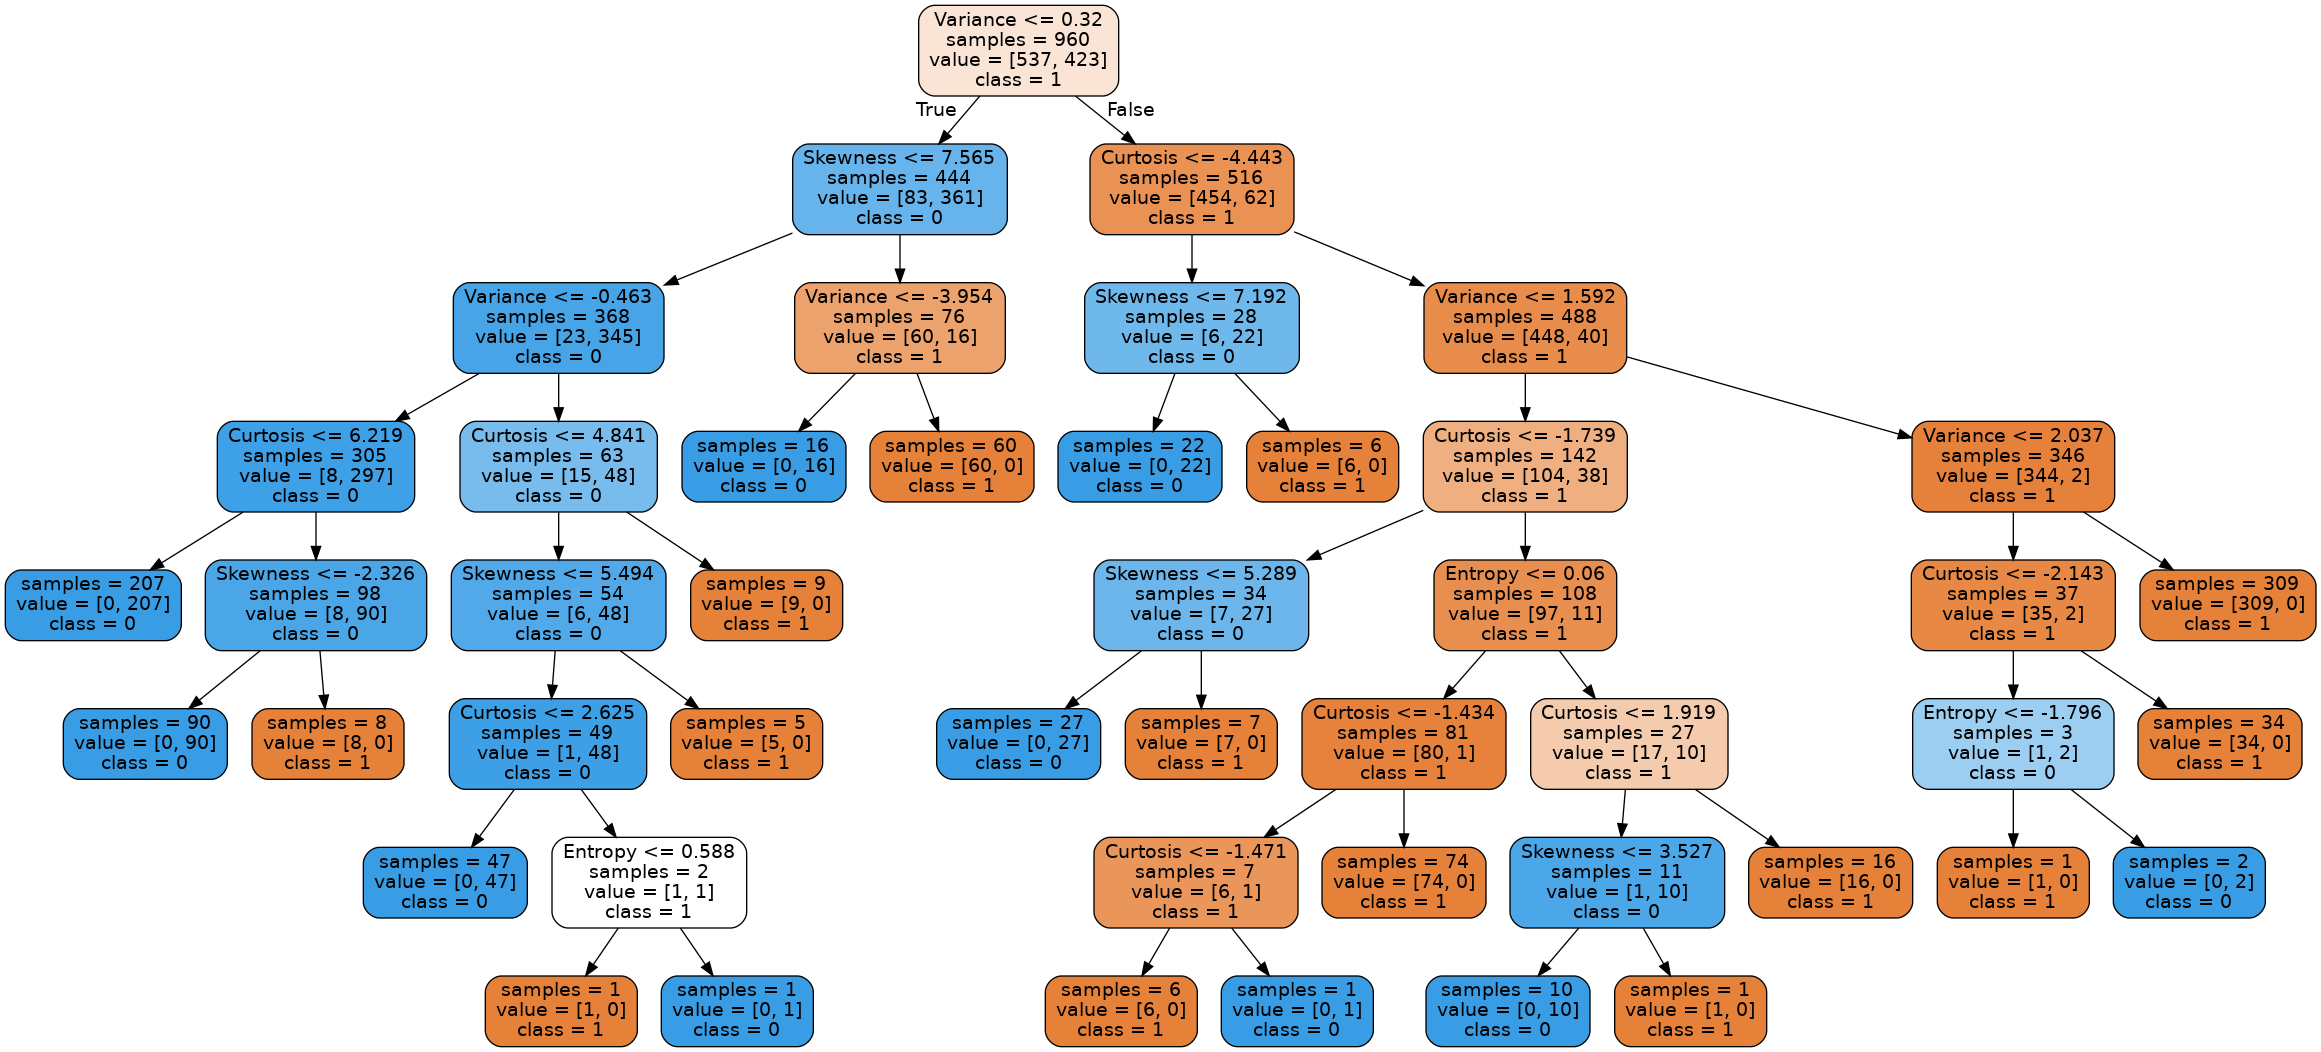 Variance <= 0.32
samples = 960
value = [537, 423]
class = 1
True
False
Skewness <= 7.565
samples = 444
value = [83, 361]
class = 0
Curtosis <= -4.443
samples = 516
value = [454, 62]
class = 1
Variance <= -0.463
samples = 368
value = [23, 345]
class = 0
Variance <= -3.954
samples = 76
value = [60, 16]
class = 1
Skewness <= 7.192
samples = 28
value = [6, 22]
class = 0
Variance <= 1.592
samples = 488
value = [448, 40]
class = 1
Curtosis <= 6.219
samples = 305
value = [8, 297]
class = 0
Curtosis <= 4.841
samples = 63
value = [15, 48]
class = 0
samples = 16
value = [0, 16]
class = 0
samples = 60
value = [60, 0]
class = 1
samples = 22
value = [0, 22]
class = 0
samples = 6
value = [6, 0]
class = 1
Curtosis <= -1.739
samples = 142
value = [104, 38]
class = 1
Variance <= 2.037
samples = 346
value = [344, 2]
class = 1
samples = 207
value = [0, 207]
class = 0
Skewness <= -2.326
samples = 98
value = [8, 90]
class = 0
Skewness <= 5.494
samples = 54
value = [6, 48]
class = 0
samples = 9
value = [9, 0]
class = 1
Skewness <= 5.289
samples = 34
value = [7, 27]
class = 0
Entropy <= 0.06
samples = 108
value = [97, 11]
class = 1
Curtosis <= -2.143
samples = 37
value = [35, 2]
class = 1
samples = 309
value = [309, 0]
class = 1
samples = 90
value = [0, 90]
class = 0
samples = 8
value = [8, 0]
class = 1
Curtosis <= 2.625
samples = 49
value = [1, 48]
class = 0
samples = 5
value = [5, 0]
class = 1
samples = 27
value = [0, 27]
class = 0
samples = 7
value = [7, 0]
class = 1
Curtosis <= -1.434
samples = 81
value = [80, 1]
class = 1
Curtosis <= 1.919
samples = 27
value = [17, 10]
class = 1
Entropy <= -1.796
samples = 3
value = [1, 2]
class = 0
samples = 34
value = [34, 0]
class = 1
samples = 47
value = [0, 47]
class = 0
Entropy <= 0.588
samples = 2
value = [1, 1]
class = 1
Curtosis <= -1.471
samples = 7
value = [6, 1]
class = 1
samples = 74
value = [74, 0]
class = 1
Skewness <= 3.527
samples = 11
value = [1, 10]
class = 0
samples = 16
value = [16, 0]
class = 1
samples = 1
value = [1, 0]
class = 1
samples = 2
value = [0, 2]
class = 0
samples = 1
value = [1, 0]
class = 1
samples = 1
value = [0, 1]
class = 0
samples = 6
value = [6, 0]
class = 1
samples = 1
value = [0, 1]
class = 0
samples = 10
value = [0, 10]
class = 0
samples = 1
value = [1, 0]
class = 1